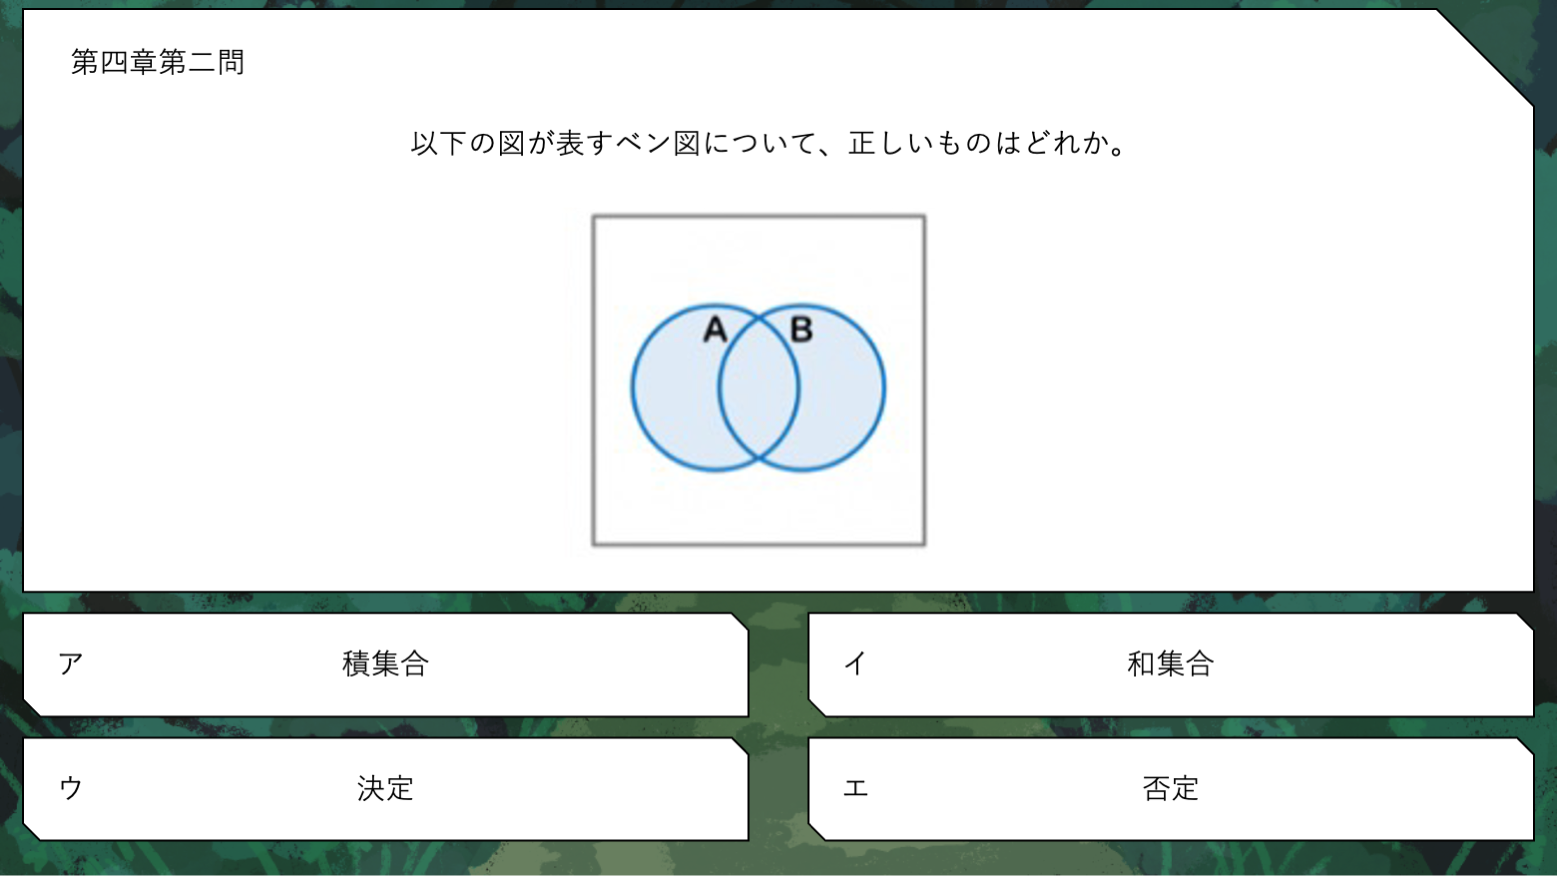 第四章第二問
以下の図が表すベン図について、正しいものはどれか。
A B
ア 積集合
イ 和集合
ウ 決定
エ 否定